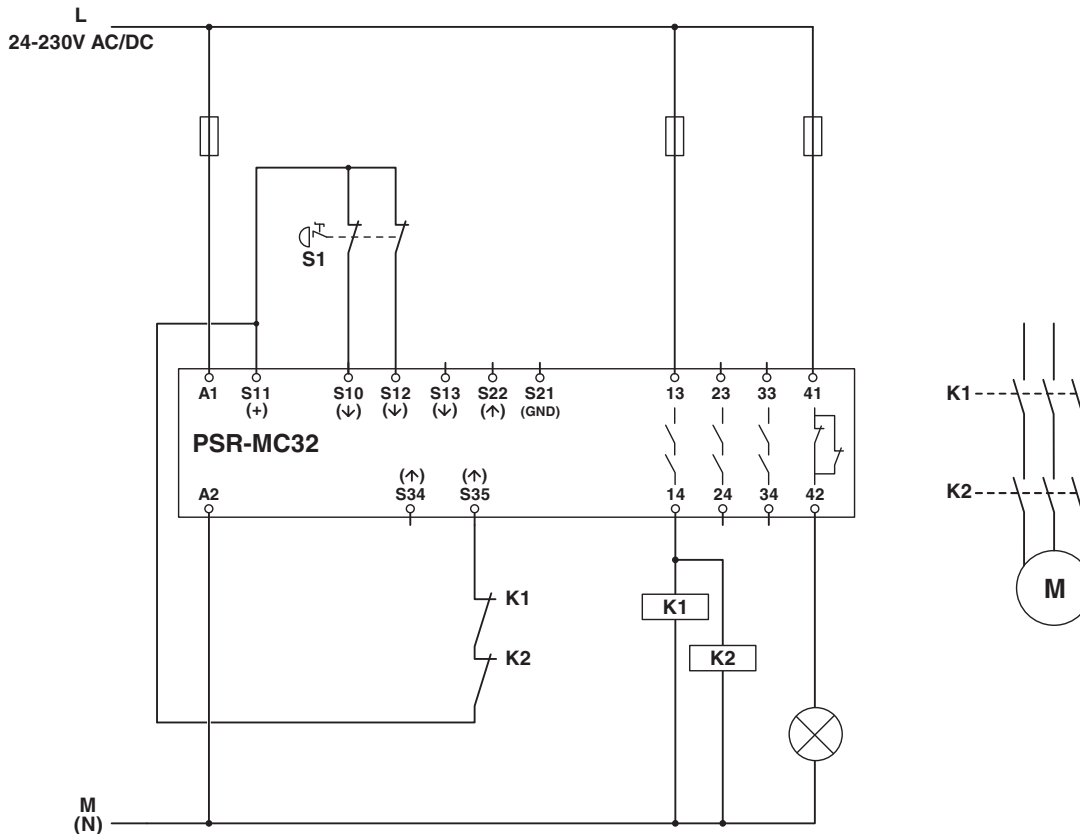 L
24-230V AC/DC
S1
A1 S11 S10 S12 S13 S22 S21 13 23 33 41
(+) (↓) (↓) (↓) (↑) (GND)
PSR-MC32
(↑) (↑)
A2 S34 S35 14 24 34 42
K1
K2
K1
K2
K1
K2
M
M
(N)